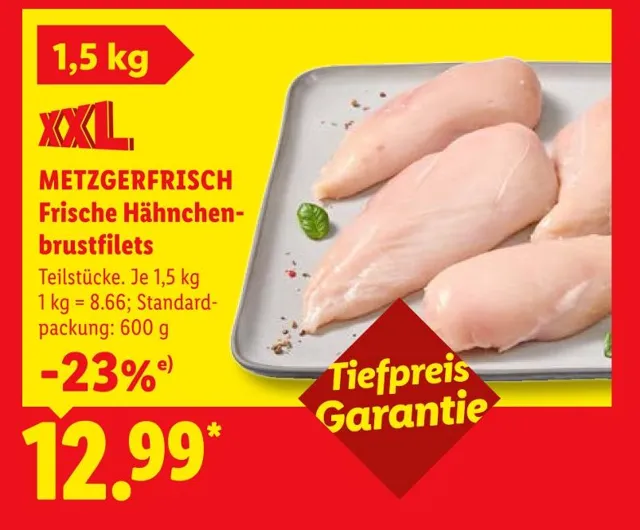 1,5 kg
XXL
METZGERFRISCH
Frische Hähnchen-
brustfilets
Teilstücke. Je 1,5 kg
1 kg = 8.66; Standard-
packung: 600 g
-23%e)
12.99*
Tiefpreis
Garantie